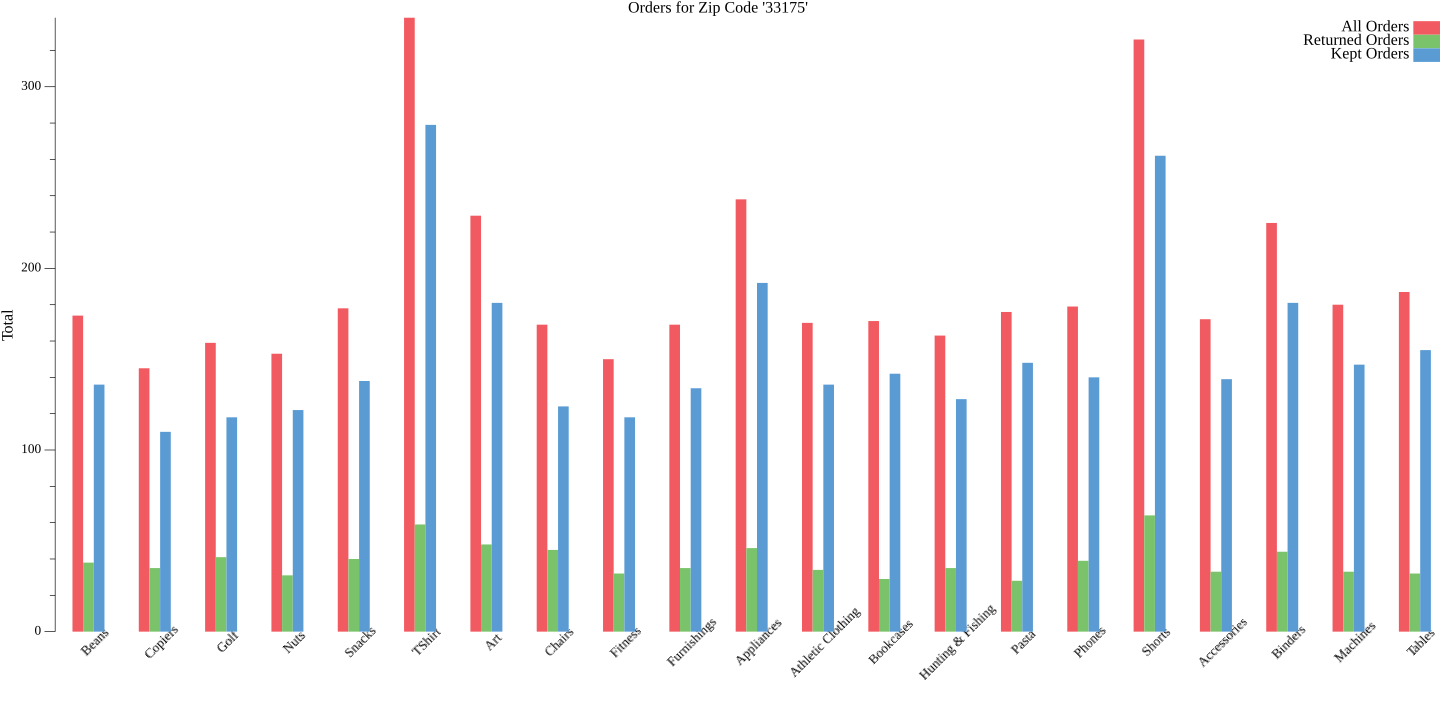 Orders for Zip Code '33175'
All Orders
Returned Orders
Kept Orders
Total
300
200
100
0
Beans
Copiers
Golf
Nuts
Snacks
TShirt
Art
Chairs
Fitness
Furnishings
Appliances
Athletic Clothing
Bookcases
Hunting & Fishing
Pasta
Phones
Shorts
Accessories
Binders
Machines
Tables